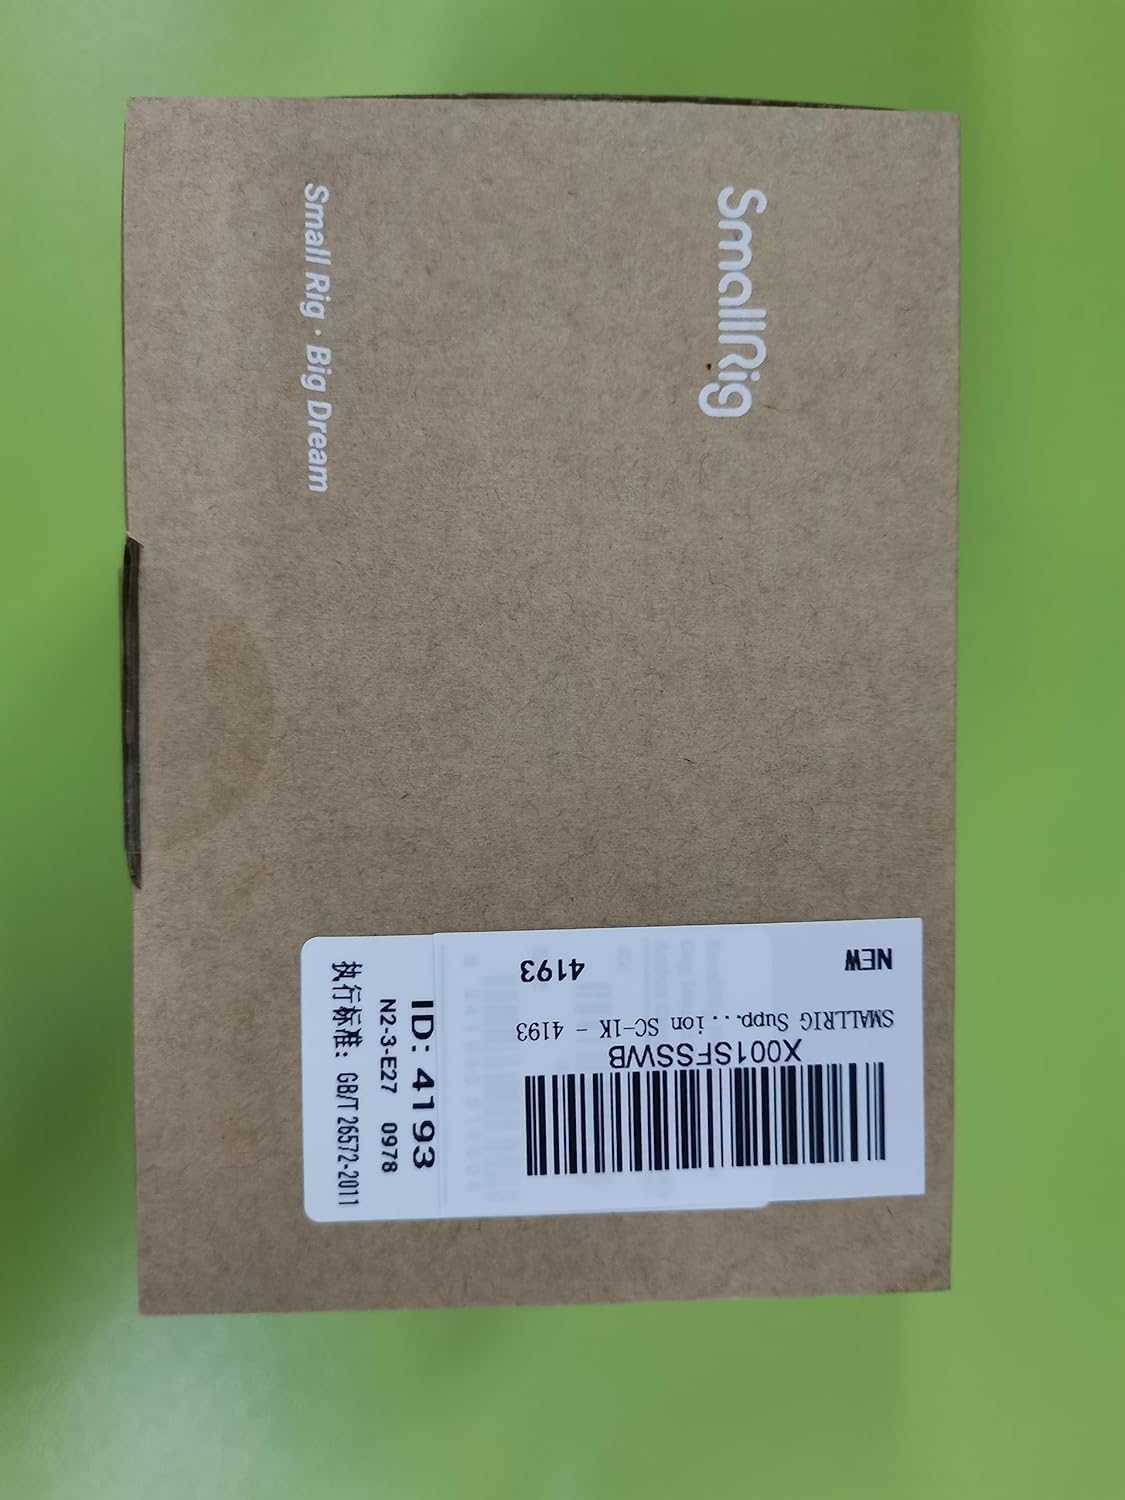 SmallRig
Small Rig · Big Dream
NEW
4193
SMALLRIG Supp...ion SC-1K - 4193
X001SFSSWB
ID: 4193
N2-3-E27 0978
执行标准: GB/T 26572-2011